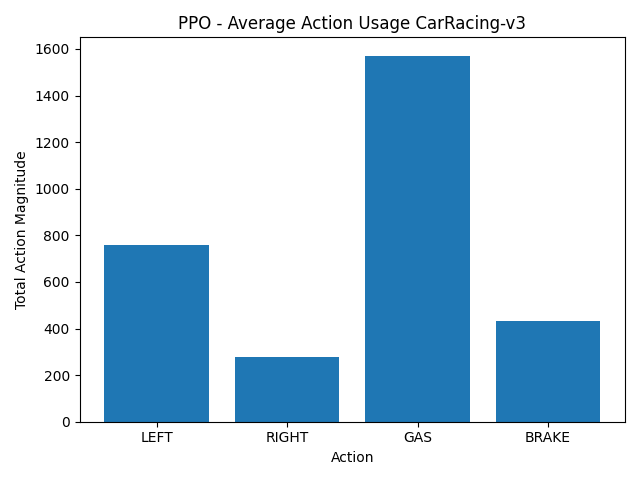 PPO - Average Action Usage CarRacing-v3
Total Action Magnitude
1600
1400
1200
1000
800
600
400
200
0
LEFT RIGHT GAS BRAKE
Action